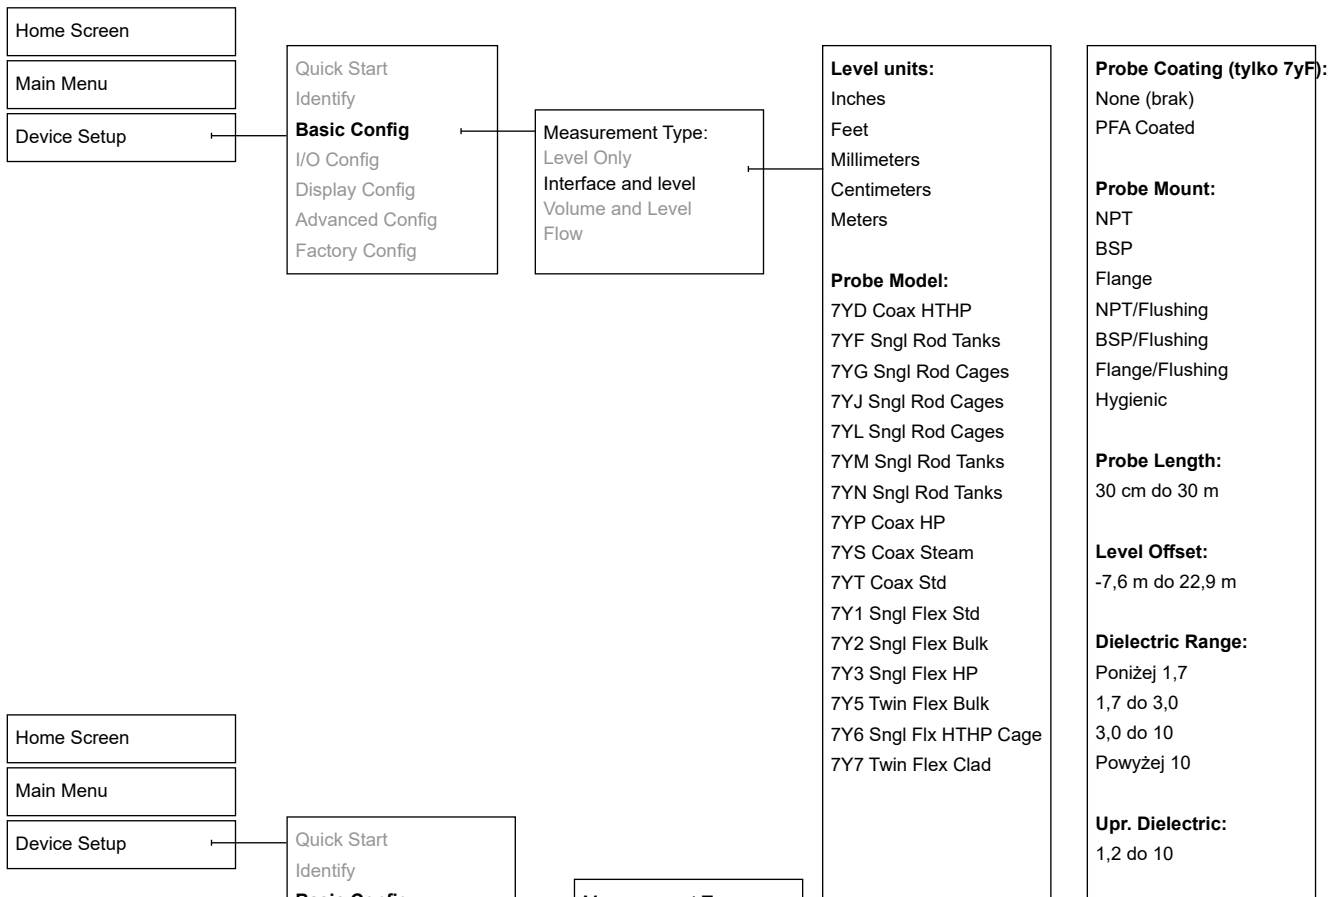 Home Screen
Main Menu
Device Setup
Quick Start
Identify
Basic Config
I/O Config
Display Config
Advanced Config
Factory Config
Measurement Type:
Level Only
Interface and level
Volume and Level
Flow
Level units:
Inches
Feet
Millimeters
Centimeters
Meters
Probe Model:
7YD Coax HTHP
7YF Sngl Rod Tanks
7YG Sngl Rod Cages
7YJ Sngl Rod Cages
7YL Sngl Rod Cages
7YM Sngl Rod Tanks
7YN Sngl Rod Tanks
7YP Coax HP
7YS Coax Steam
7YT Coax Std
7Y1 Sngl Flex Std
7Y2 Sngl Flex Bulk
7Y3 Sngl Flex HP
7Y5 Twin Flex Bulk
7Y6 Sngl Flx HTHP Cage
7Y7 Twin Flex Clad
Probe Coating (tylko 7yF):
None (brak)
PFA Coated
Probe Mount:
NPT
BSP
Flange
NPT/Flushing
BSP/Flushing
Flange/Flushing
Hygienic
Probe Length:
30 cm do 30 m
Level Offset:
-7,6 m do 22,9 m
Dielectric Range:
Poniżej 1,7
1,7 do 3,0
3,0 do 10
Powyżej 10
Upr. Dielectric:
1,2 do 10
Home Screen
Main Menu
Device Setup
Quick Start
Identify